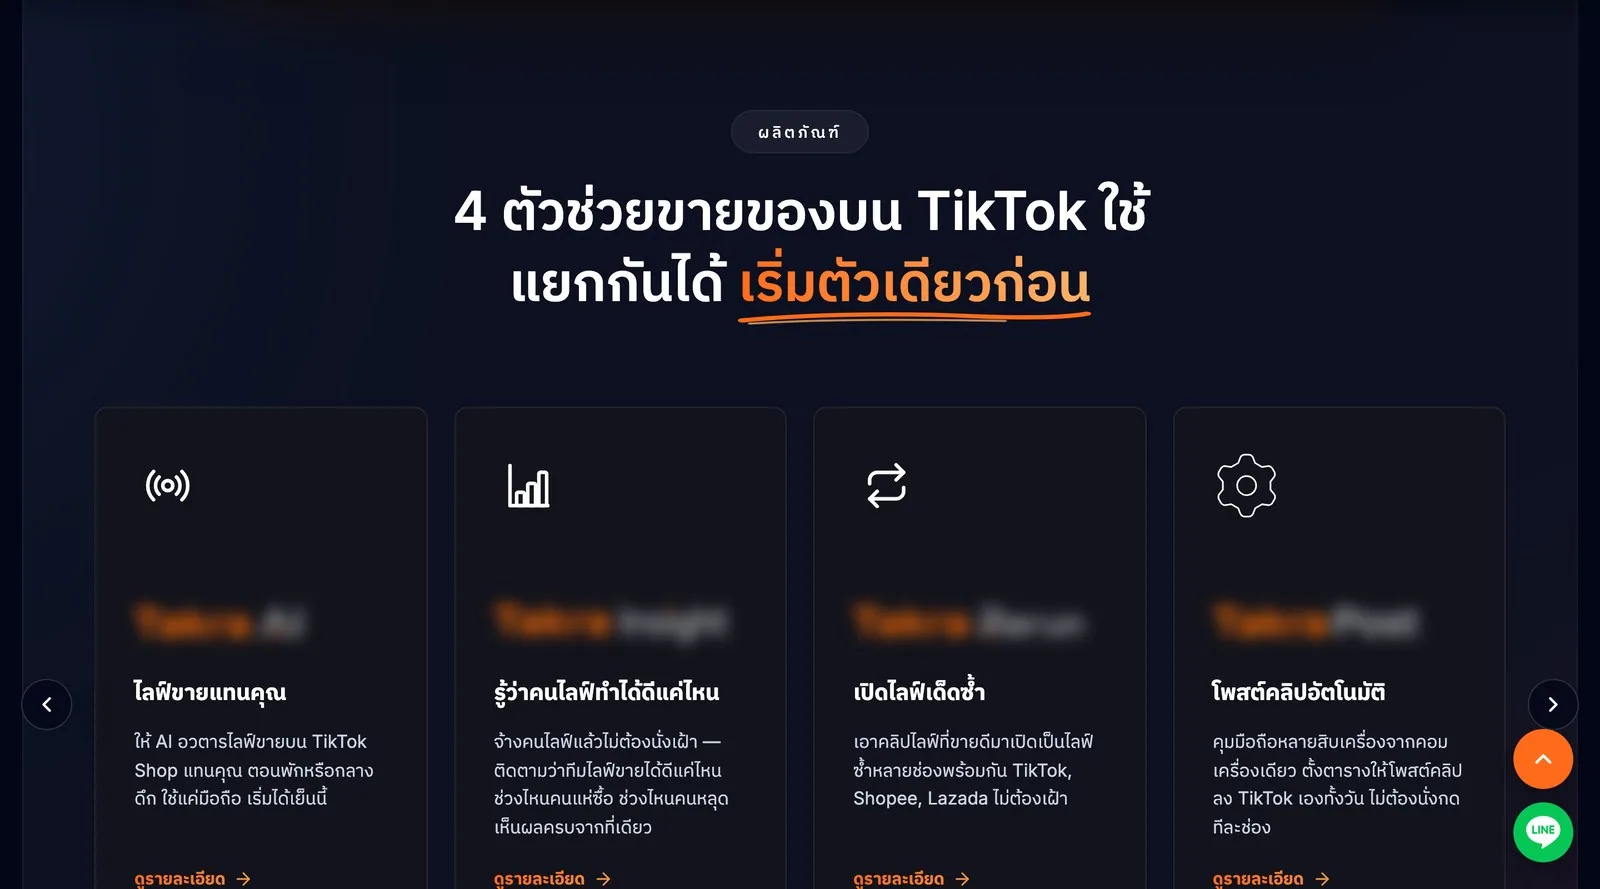 ผลิตภัณฑ์
4 ตัวช่วยขายของบน TikTok ใช้
แยกกันได้ เริ่มตัวเดียวก่อน
ไลฟ์ขายแทนคุณ
ให้ AI อวตารไลฟ์ขายบน TikTok
Shop แทนคุณ ตอนพักหรือกลาง
ดึก ใช้แค่มือถือ เริ่มได้เย็นนี้
ดูรายละเอียด →
รู้ว่าคนไลฟ์ทำได้ดีแค่ไหน
จ้างคนไลฟ์แล้วไม่ต้องนั่งเฝ้า —
ติดตามว่าทีมไลฟ์ขายได้ดีแค่ไหน
ช่วงไหนคนแห่ซื้อ ช่วงไหนคนหลุด
เห็นผลครบจากที่เดียว
ดูรายละเอียด →
เปิดไลฟ์เด็ดซ้ำ
เอาคลิปไลฟ์ที่ขายดีมาเปิดเป็นไลฟ์
ซ้ำหลายช่องพร้อมกัน TikTok,
Shopee, Lazada ไม่ต้องเฝ้า
ดูรายละเอียด →
โพสต์คลิปอัตโนมัติ
คุมมือถือหลายสิบเครื่องจากคอม
เครื่องเดียว ตั้งตารางให้โพสต์คลิป
ลง TikTok เองทั้งวัน ไม่ต้องนั่งกด
ทีละช่อง
ดูรายละเอียด →
LINE